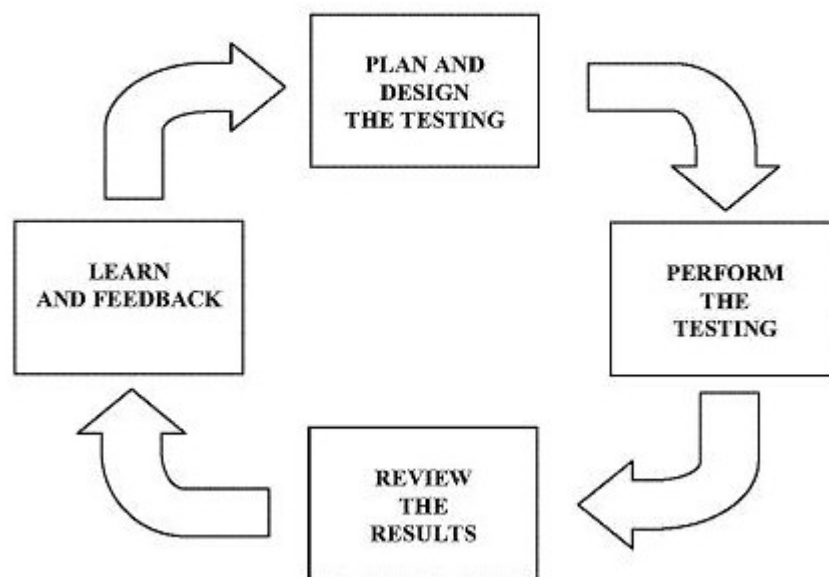 PLAN AND
DESIGN
THE TESTING
PERFORM
THE
TESTING
REVIEW
THE
RESULTS
LEARN
AND FEEDBACK